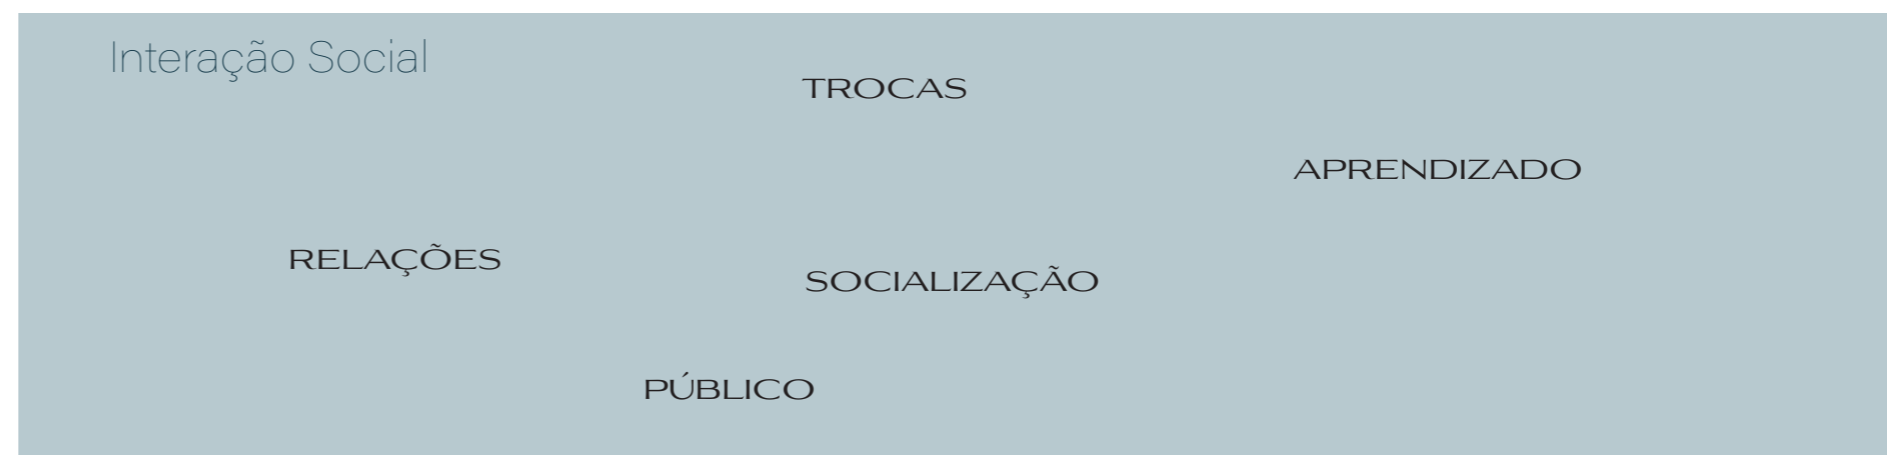 Interação Social
TROCAS
APRENDIZADO
RELAÇÕES
SOCIALIZAÇÃO
PÚBLICO